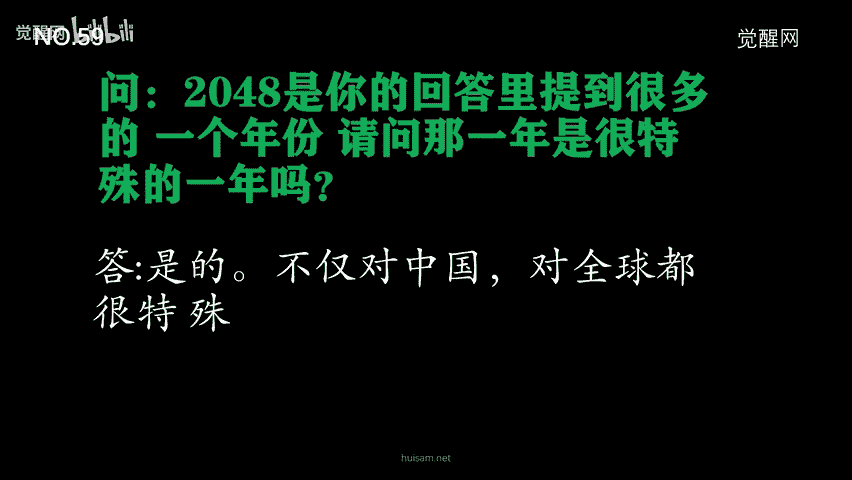 觉醒网 bilibili
NO.59
觉醒网
问：2048是你的回答里提到很多
的 一个年份 请问那一年是很特
殊的一年吗？
答:是的。不仅对中国，对全球都
很特 殊
huisam.net